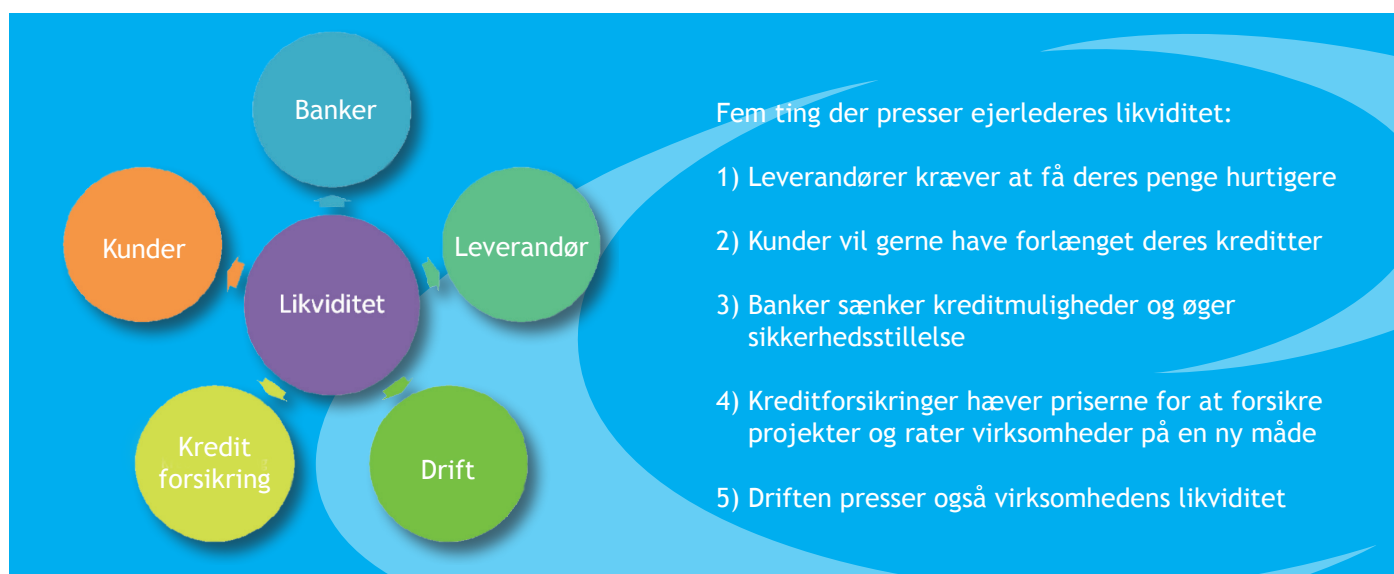 Banker
Kunder
Leverandør
Likviditet
Kredit
forsikring
Drift
Fem ting der presser ejerlederes likviditet:
1) Leverandører kræver at få deres penge hurtigere
2) Kunder vil gerne have forlænget deres kreditter
3) Banker sænker kreditmuligheder og øger
sikkerhedsstillelse
4) Kreditforsikringer hæver priserne for at forsikre
projekter og rater virksomheder på en ny måde
5) Driften presser også virksomhedens likviditet